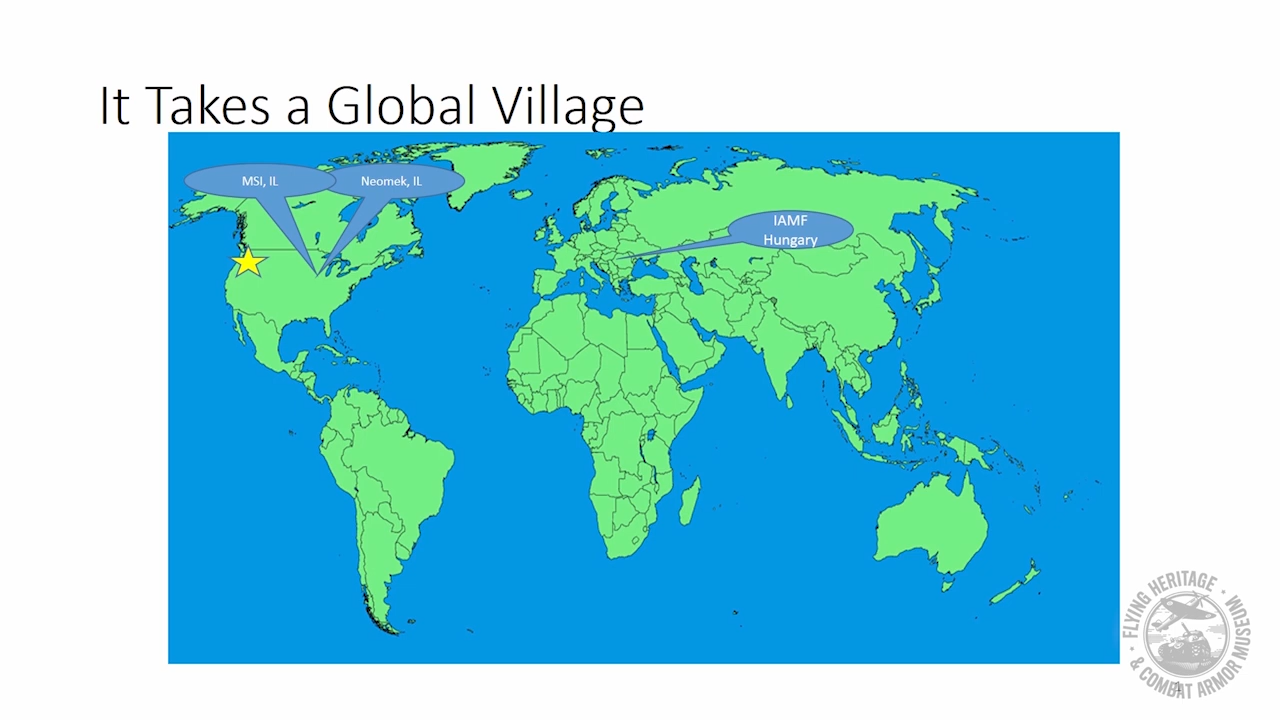 It Takes a Global Village
MSI, IL
Neomek, IL
IAMF
Hungary
FLYING HERITAGE
& COMBAT ARMOR MUSEUM